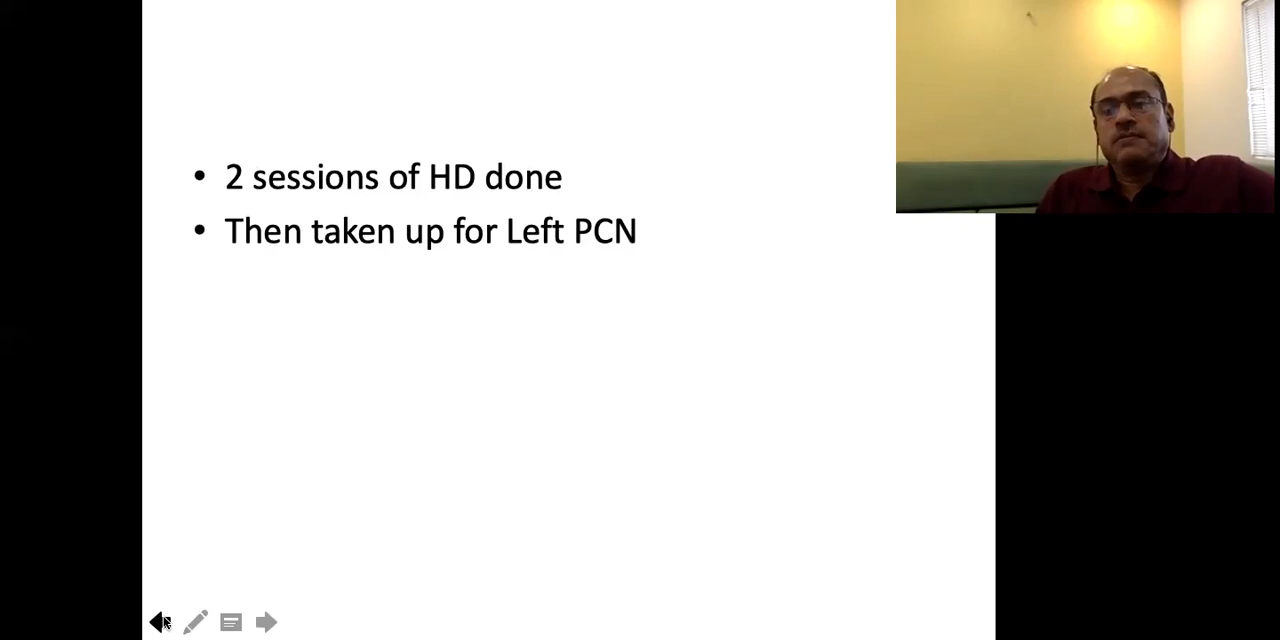 • 2 sessions of HD done
• Then taken up for Left PCN